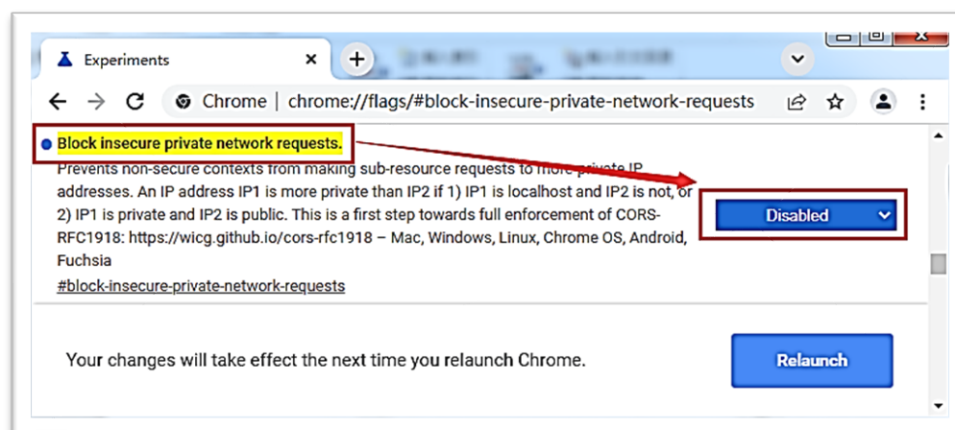 Experiments
Chrome | chrome://flags/#block-insecure-private-network-requests
Block insecure private network requests.
Prevents non-secure contexts from making sub-resource requests to more private IP
addresses. An IP address IP1 is more private than IP2 if 1) IP1 is localhost and IP2 is not, or
2) IP1 is private and IP2 is public. This is a first step towards full enforcement of CORS-
RFC1918: https://wicg.github.io/cors-rfc1918 – Mac, Windows, Linux, Chrome OS, Android,
Fuchsia
#block-insecure-private-network-requests
Disabled
Your changes will take effect the next time you relaunch Chrome.
Relaunch